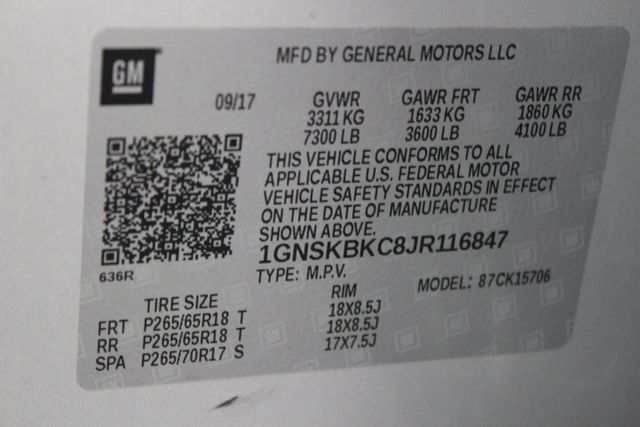 GM
MFD BY GENERAL MOTORS LLC
09/17 GVWR GAWR FRT GAWR RR
3311 KG 1633 KG 1860 KG
7300 LB 3600 LB 4100 LB
THIS VEHICLE CONFORMS TO ALL
APPLICABLE U.S. FEDERAL MOTOR
VEHICLE SAFETY STANDARDS IN EFFECT
ON THE DATE OF MANUFACTURE
SHOWN ABOVE.
1GNSKBKC8JR116847
636R
TYPE: M.P.V. MODEL: 87CK15706
TIRE SIZE RIM
FRT P265/65R18 T 18X8.5J
RR P265/65R18 T 18X8.5J
SPA P265/70R17 S 17X7.5J